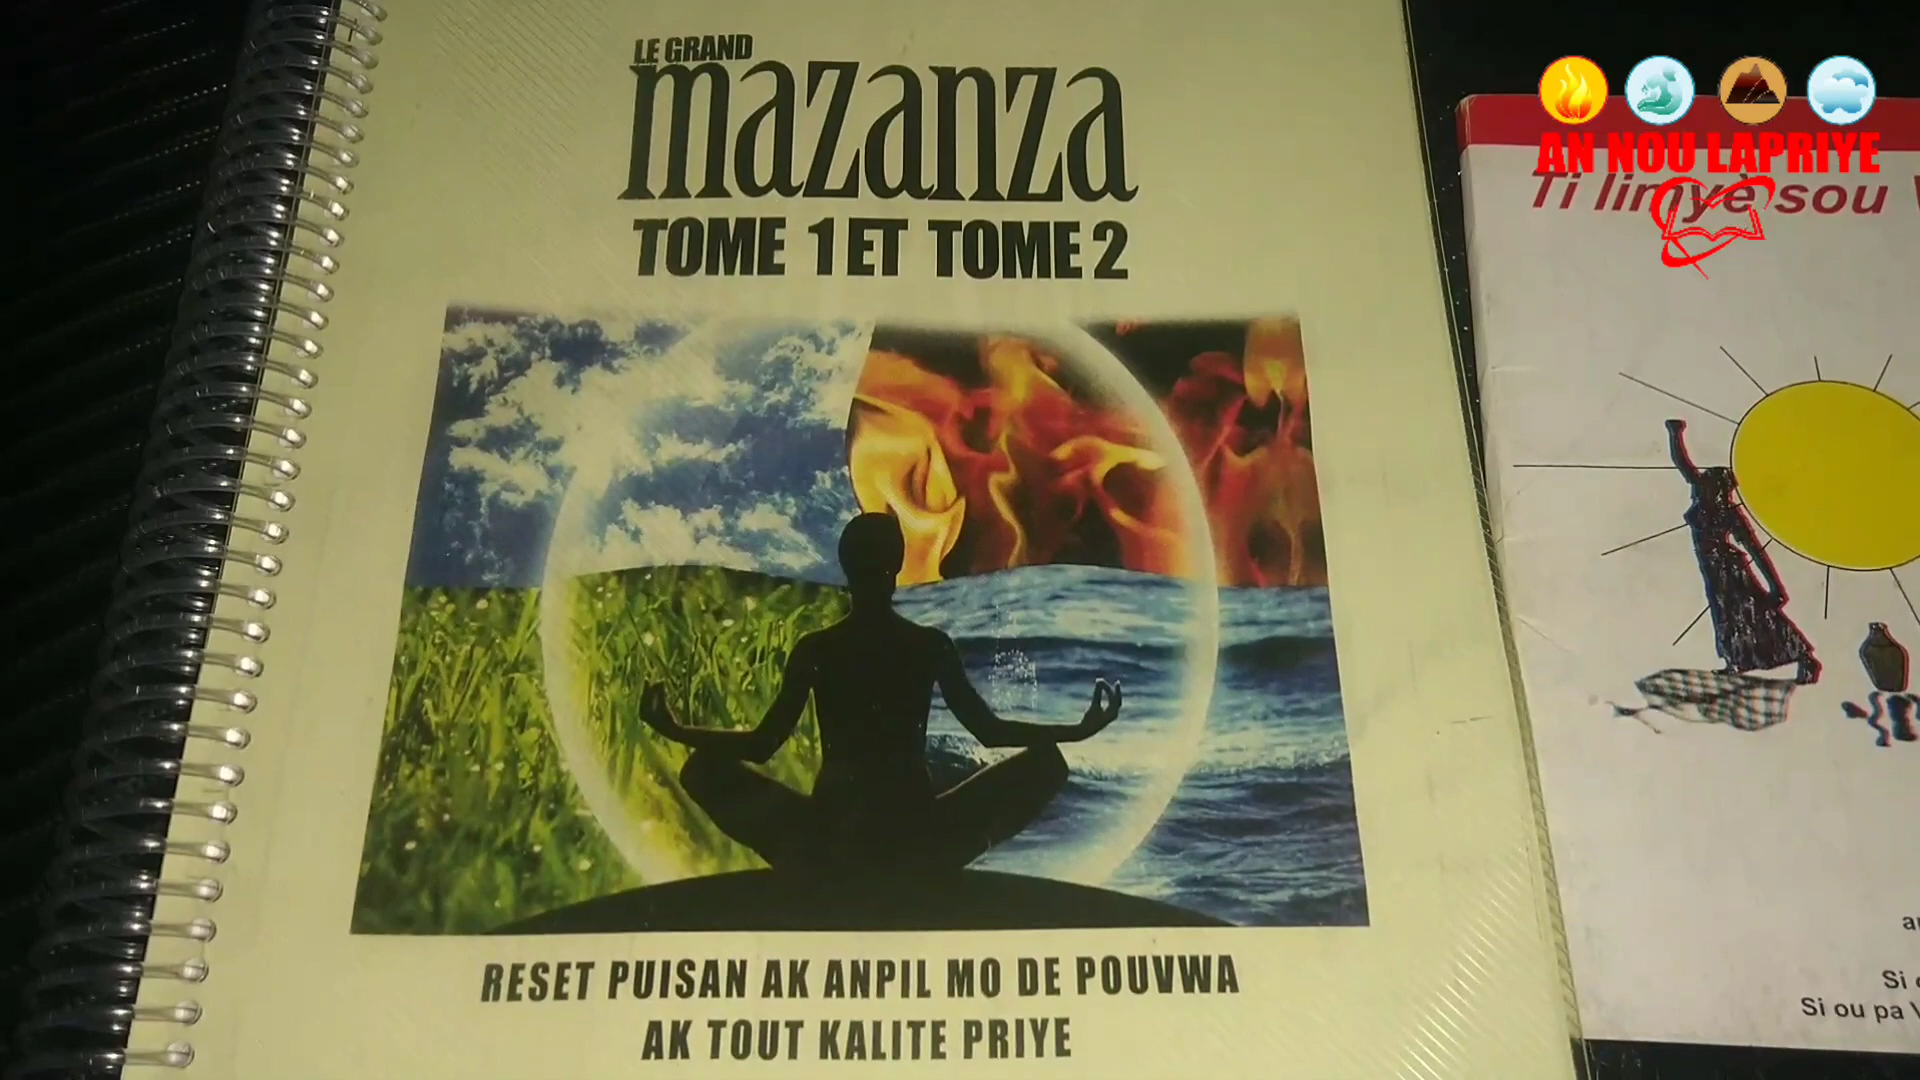 LE GRAND
mazanza
TOME 1 ET TOME 2
RESET PUISAN AK ANPIL MO DE POUVWA
AK TOUT KALITE PRIYE
AN NOU LAPRIYE
Ti limyè sou
Si
Si ou pa